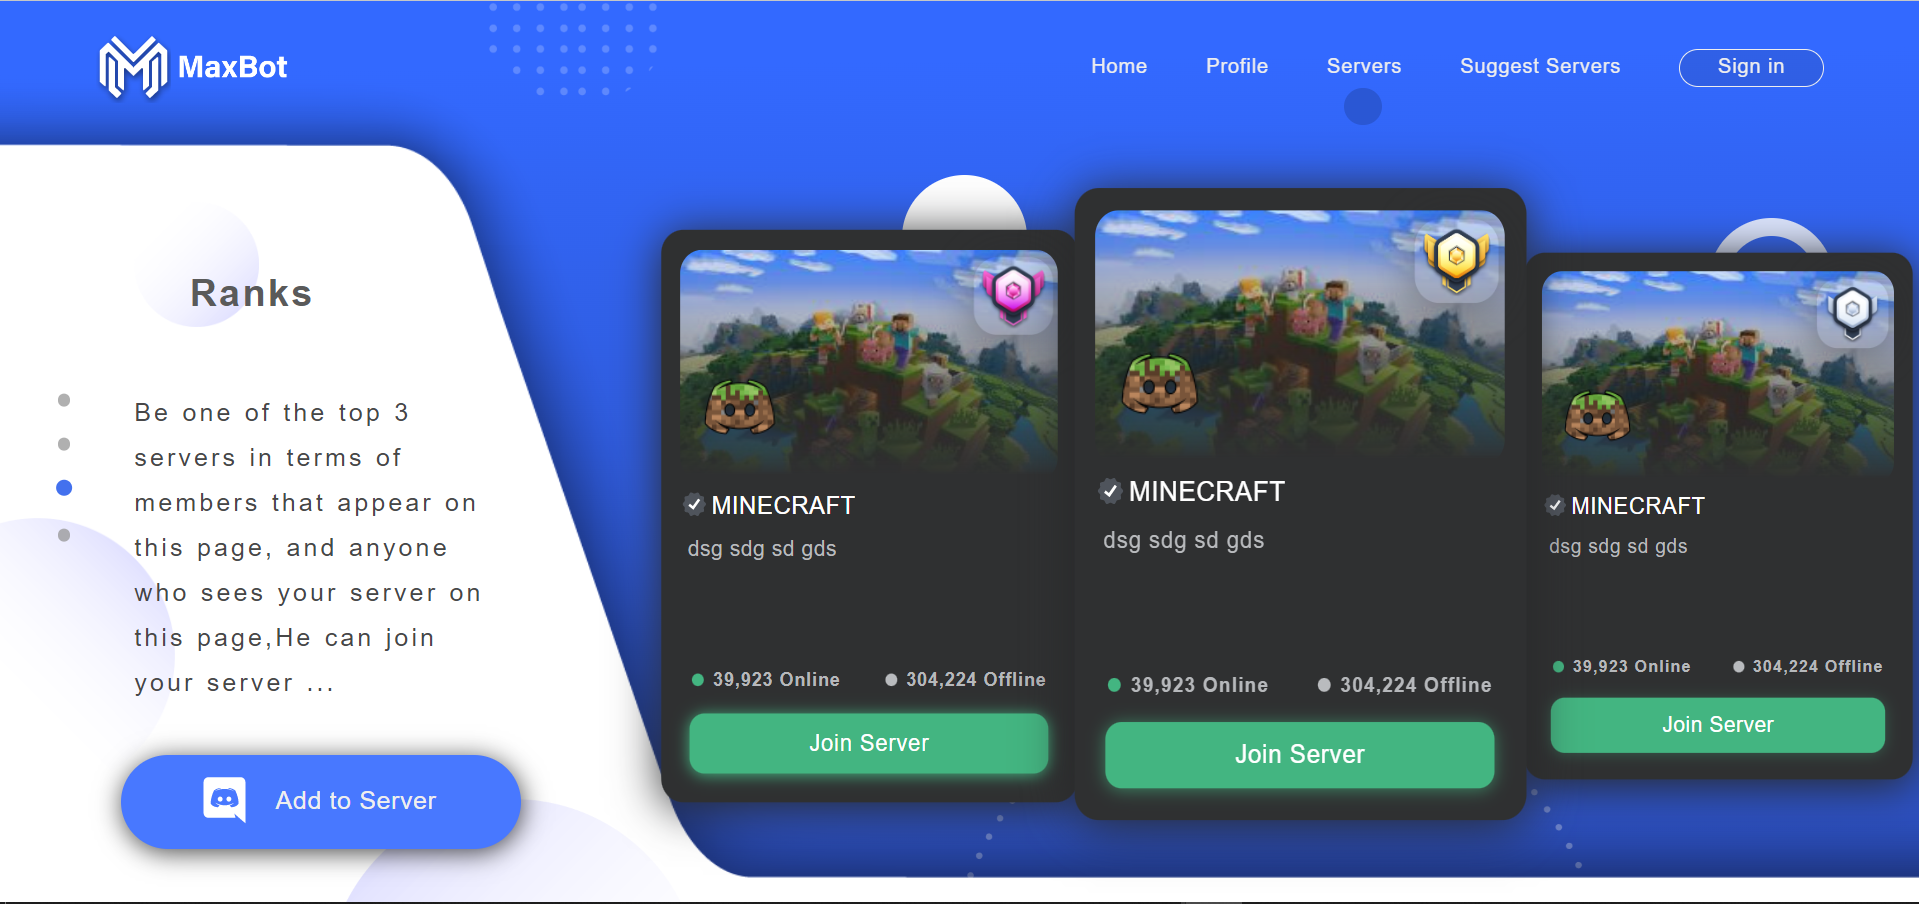 MaxBot
Home
Profile
Servers
Suggest Servers
Sign in
Ranks
Be one of the top 3
servers in terms of
members that appear on
this page, and anyone
who sees your server on
this page,He can join
your server ...
Add to Server
MINECRAFT
dsg sdg sd gds
39,923 Online
304,224 Offline
Join Server
MINECRAFT
dsg sdg sd gds
39,923 Online
304,224 Offline
Join Server
MINECRAFT
dsg sdg sd gds
39,923 Online
304,224 Offline
Join Server